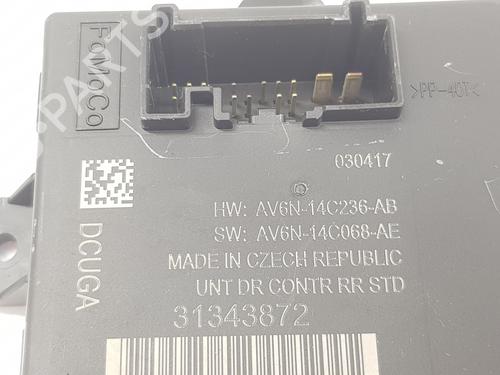 FoMoCo
>PP-40T<
030417
DCUGA
HW: AV6N-14C236-AB
SW: AV6N-14C068-AE
MADE IN CZECH REPUBLIC
UNT DR CONTR RR STD
31343872